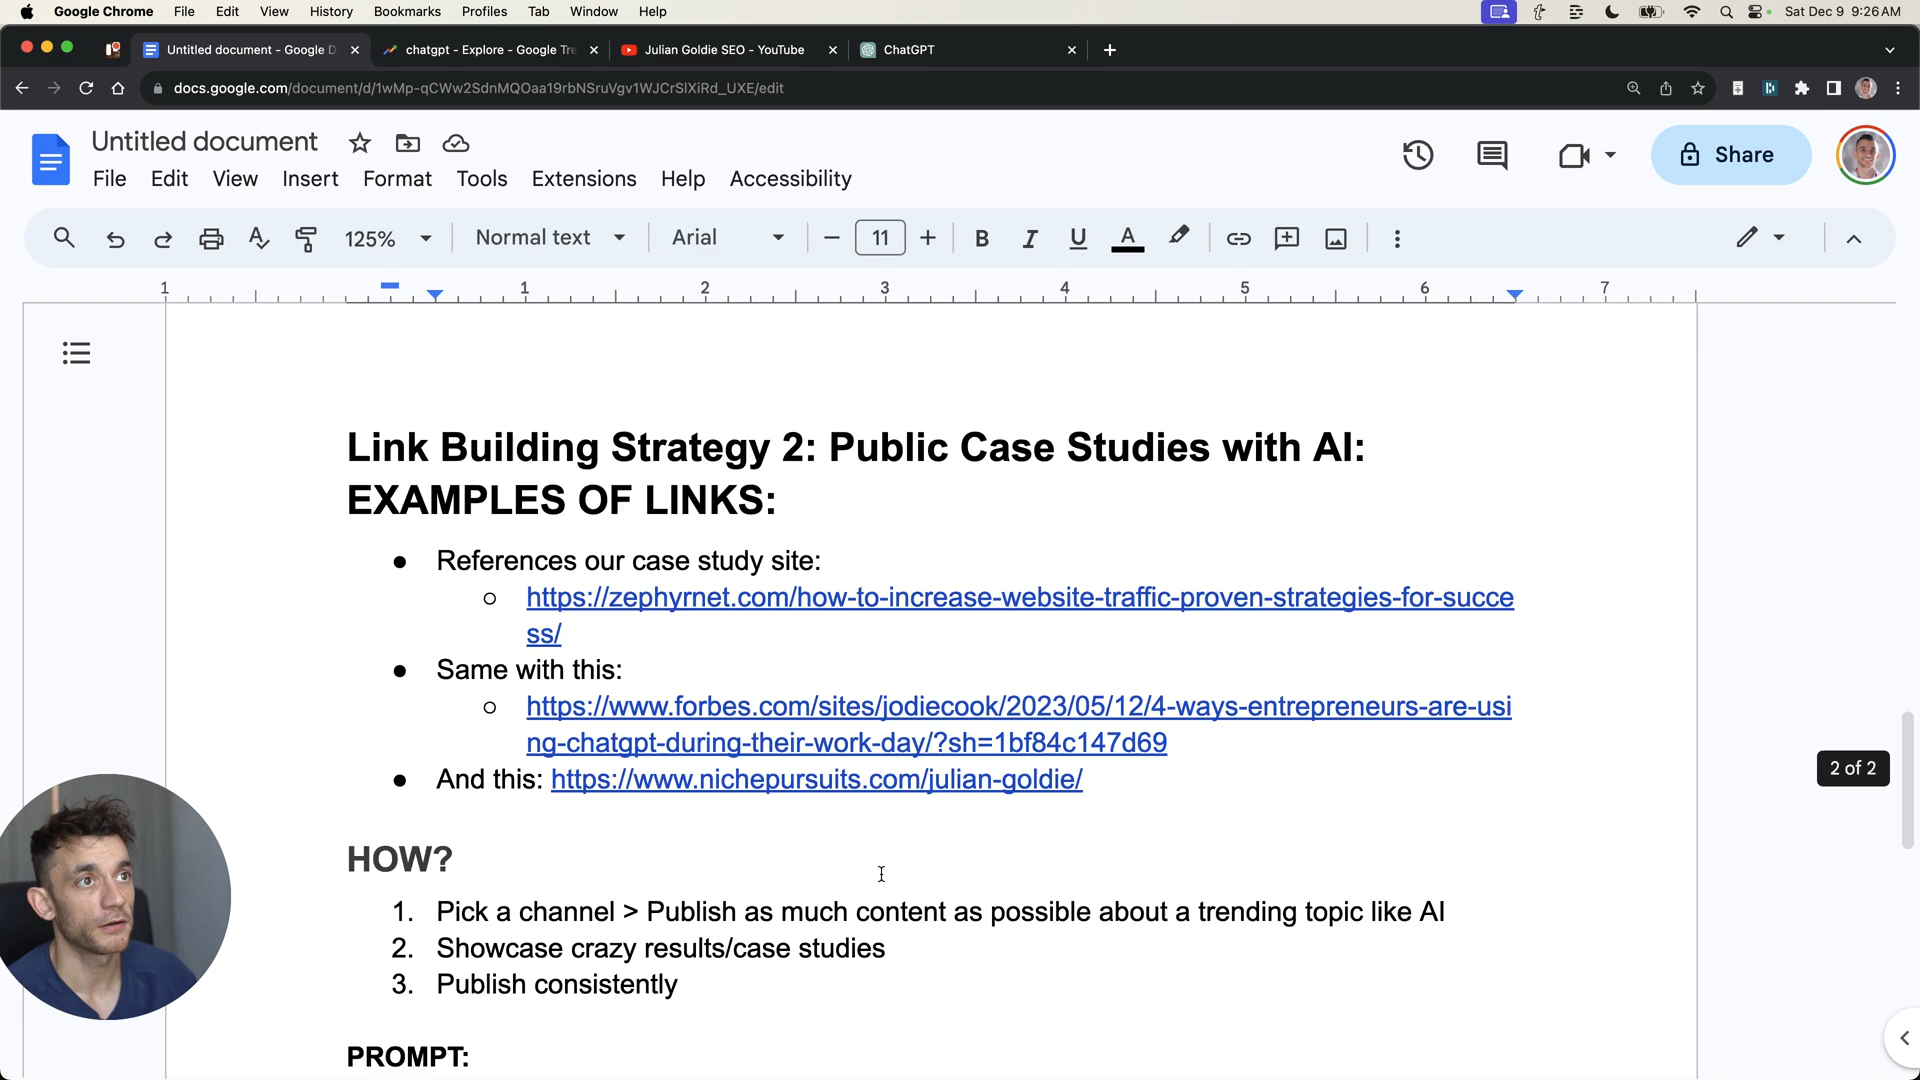 Google Chrome File Edit View History Bookmarks Profiles Tab Window Help Sat Dec 9 9:26 AM
Untitled document - Google D chatgpt - Explore - Google Tre Julian Goldie SEO - YouTube ChatGPT
docs.google.com/document/d/1wMp-qCWw2SdnMQOaa19rbNSruVgv1WJCrSlXiRd_UXE/edit
Untitled document
Share
File Edit View Insert Format Tools Extensions Help Accessibility
125% Normal text Arial 11 B I U A
1 1 2 3 4 5 6 7
Link Building Strategy 2: Public Case Studies with AI:
EXAMPLES OF LINKS:
● References our case study site:
○ https://zephyrnet.com/how-to-increase-website-traffic-proven-strategies-for-succe
ss/
● Same with this:
○ https://www.forbes.com/sites/jodiecook/2023/05/12/4-ways-entrepreneurs-are-usi
ng-chatgpt-during-their-work-day/?sh=1bf84c147d69
2 of 2
● And this: https://www.nichepursuits.com/julian-goldie/
HOW?
1. Pick a channel > Publish as much content as possible about a trending topic like AI
2. Showcase crazy results/case studies
3. Publish consistently
PROMPT: